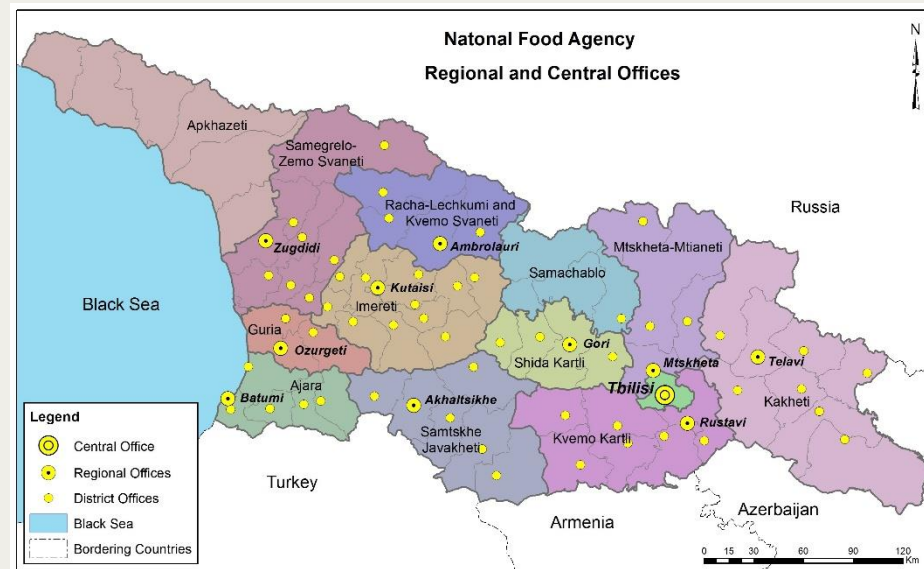 Natonal Food Agency
Regional and Central Offices
N
Apkhazeti
Samegrelo-
Zemo Svaneti
Racha-Lechkumi and
Kvemo Svaneti
Mtskheta-Mtianeti
Russia
Zugdidi
Ambrolauri
Samachablo
Black Sea
Kutaisi
Imereti
Guria
Ozurgeti
Gori
Shida Kartli
Mtskheta
Telavi
Kakheti
Ajara
Batumi
Akhaltsikhe
Tbilisi
Rustavi
Samtskhe
Javakheti
Kvemo Kartli
Legend
Central Office
Regional Offices
District Offices
Black Sea
Bordering Countries
Turkey
Armenia
Azerbaijan
0 15 30 60 90 120
Km